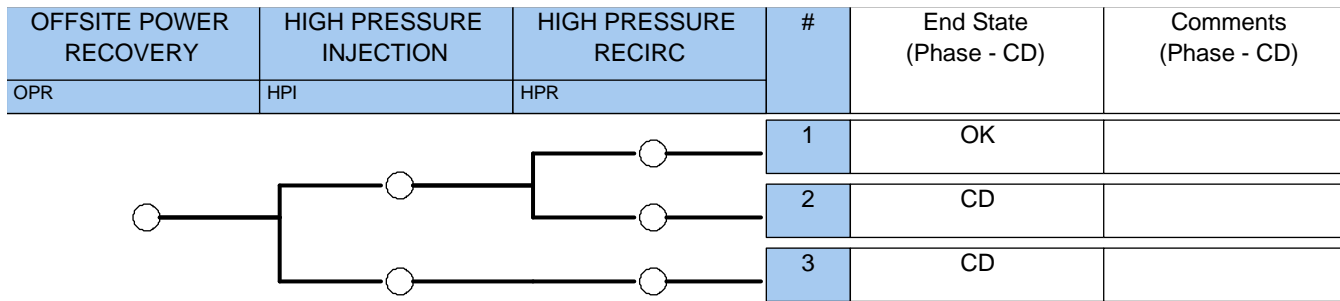 OFFSITE POWER
RECOVERY
HIGH PRESSURE
INJECTION
HIGH PRESSURE
RECIRC
#
End State
(Phase - CD)
Comments
(Phase - CD)
OPR
HPI
HPR
1
OK
2
CD
3
CD